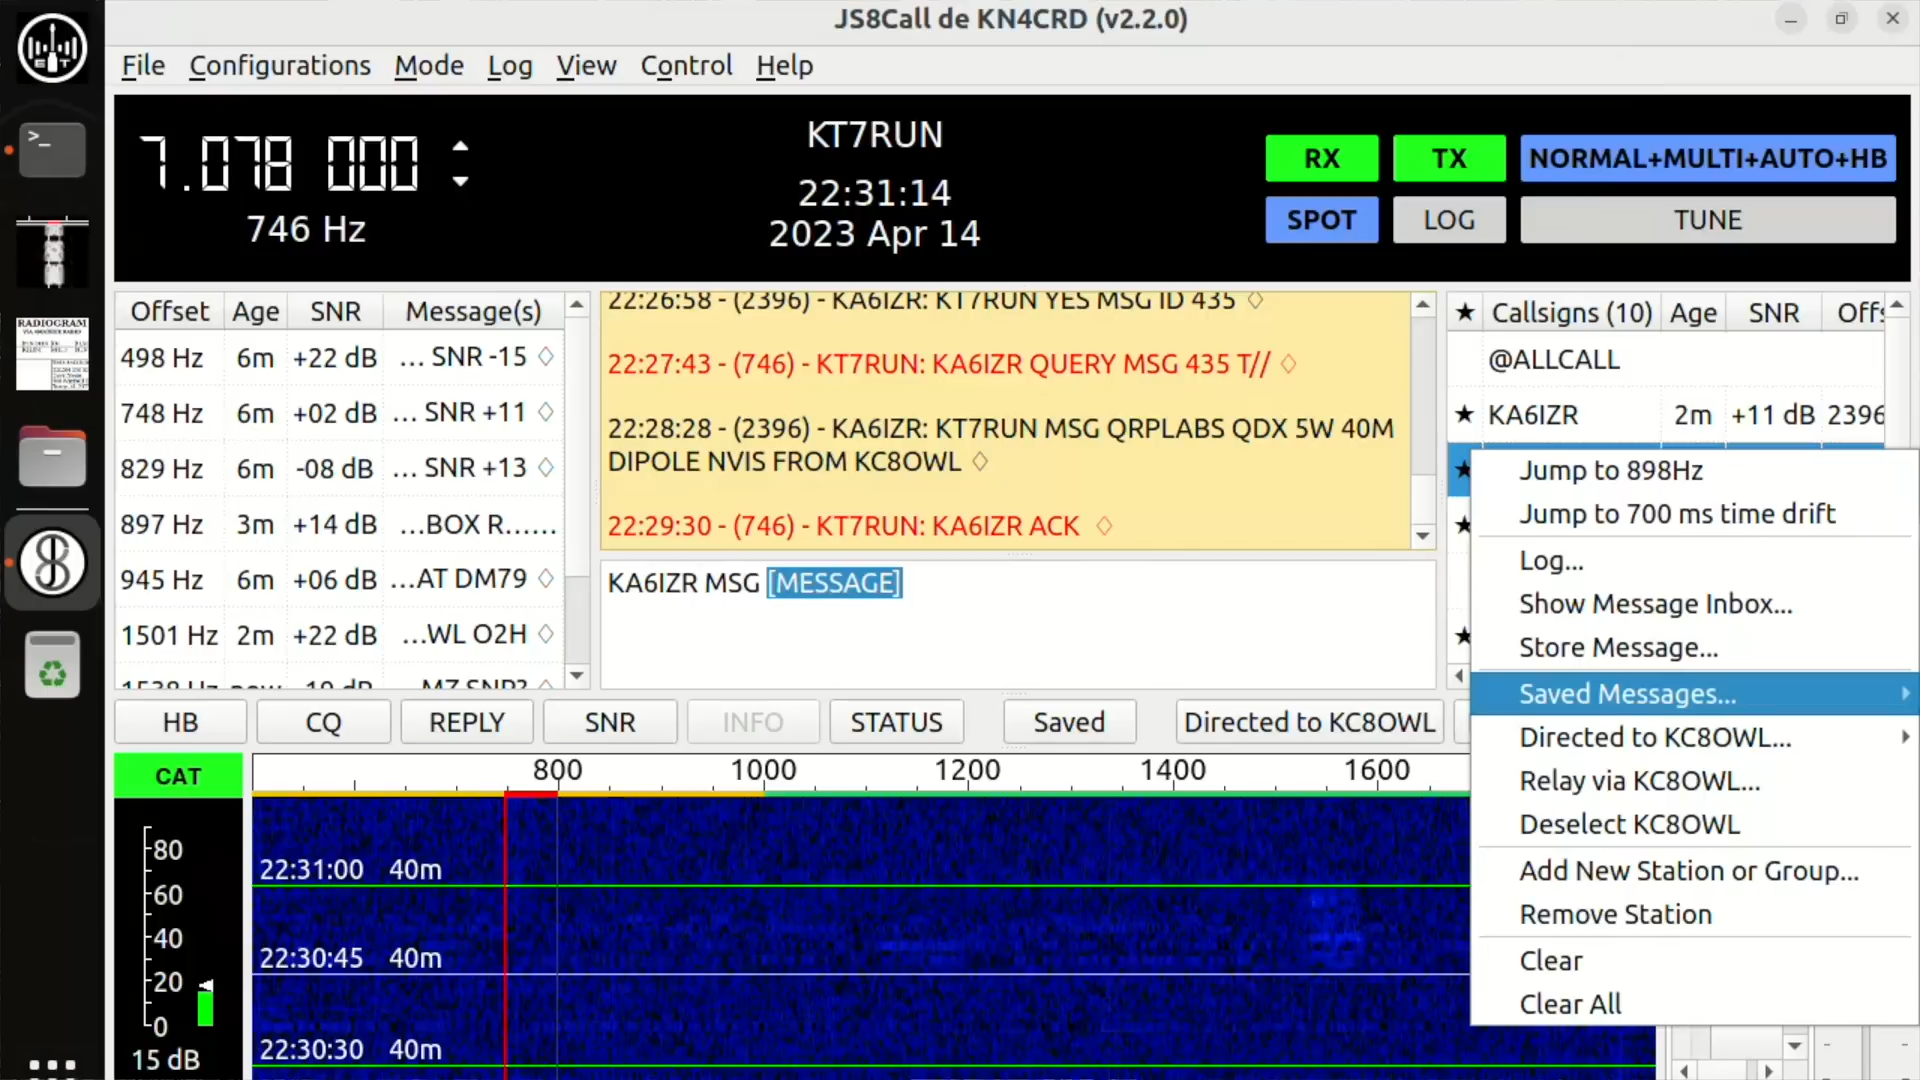 JS8Call de KN4CRD (v2.2.0)
File Configurations Mode Log View Control Help
7.078 000
746 Hz
KT7RUN
22:31:14
2023 Apr 14
RX TX NORMAL+MULTI+AUTO+HB
SPOT LOG TUNE
RADIOGRAM
Offset Age SNR Message(s)
498 Hz 6m +22 dB ... SNR -15 ♢
748 Hz 6m +02 dB ... SNR +11 ♢
829 Hz 6m -08 dB ... SNR +13 ♢
897 Hz 3m +14 dB ...BOX R......
945 Hz 6m +06 dB ...AT DM79 ♢
1501 Hz 2m +22 dB ...WL O2H ♢
22:26:58 - (2396) - KA6IZR: KT7RUN YES MSG ID 435 ♢
22:27:43 - (746) - KT7RUN: KA6IZR QUERY MSG 435 T// ♢
22:28:28 - (2396) - KA6IZR: KT7RUN MSG QRPLABS QDX 5W 40M
DIPOLE NVIS FROM KC8OWL ♢
22:29:30 - (746) - KT7RUN: KA6IZR ACK ♢
KA6IZR MSG [MESSAGE]
★ Callsigns (10) Age SNR Offs
@ALLCALL
★ KA6IZR 2m +11 dB 2396
Jump to 898Hz
Jump to 700 ms time drift
Log...
Show Message Inbox...
Store Message...
Saved Messages...
Directed to KC8OWL...
Relay via KC8OWL...
Deselect KC8OWL
Add New Station or Group...
Remove Station
Clear
Clear All
HB CQ REPLY SNR INFO STATUS Saved Directed to KC8OWL
CAT
800 1000 1200 1400 1600
80
60
40
20
0
15 dB
22:31:00 40m
22:30:45 40m
22:30:30 40m